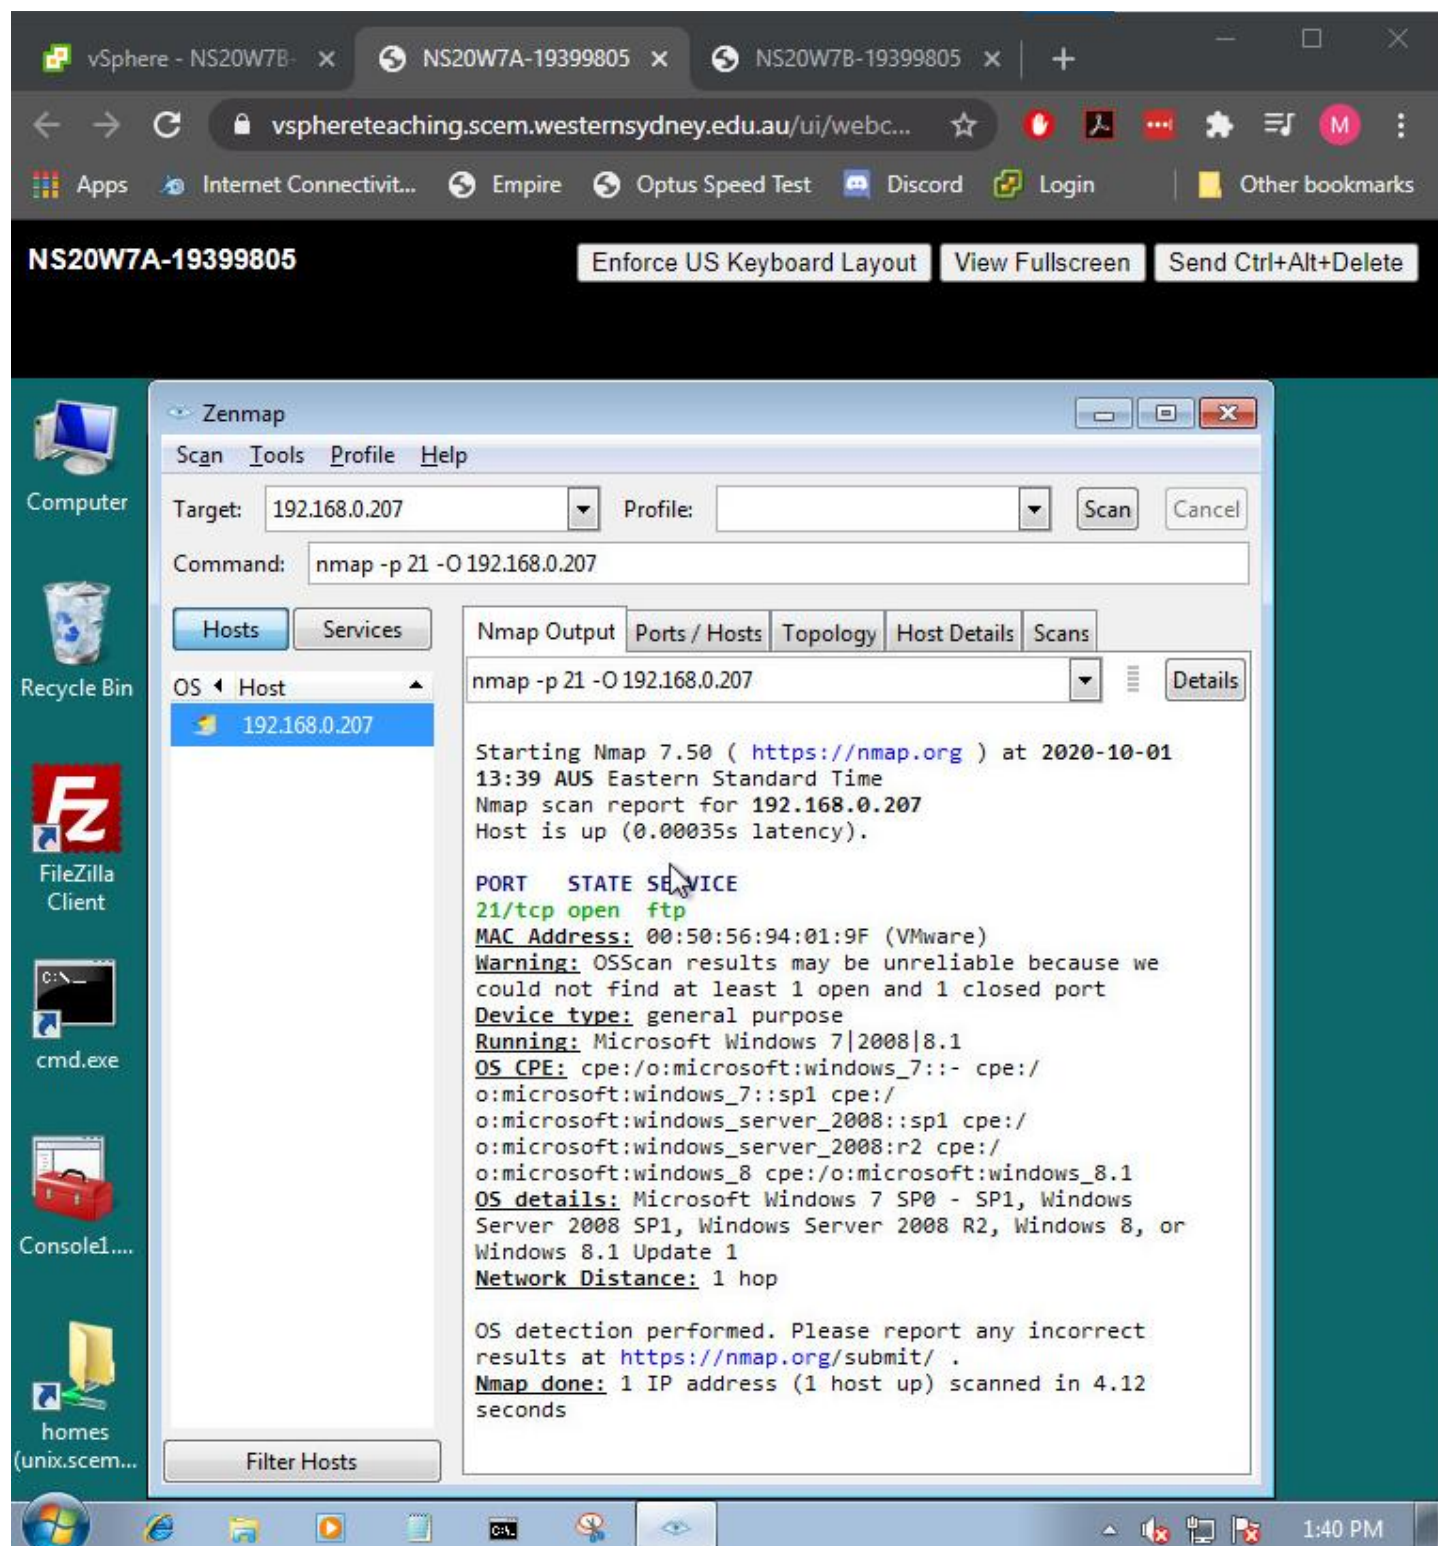 vSphere - NS20W7B-
NS20W7A-19399805
NS20W7B-19399805
vsphereteaching.scem.westernsydney.edu.au/ui/webc...
M
Apps
Internet Connectivit...
Empire
Optus Speed Test
Discord
Login
Other bookmarks
NS20W7A-19399805
Enforce US Keyboard Layout
View Fullscreen
Send Ctrl+Alt+Delete
Computer
Recycle Bin
FileZilla
Client
C:\_
cmd.exe
Console1....
homes
(unix.scem...
Zenmap
Scan Tools Profile Help
Target: 192.168.0.207 Profile: Scan Cancel
Command: nmap -p 21 -O 192.168.0.207
Hosts Services
OS Host
192.168.0.207
Filter Hosts
Nmap Output Ports / Hosts Topology Host Details Scans
nmap -p 21 -O 192.168.0.207 Details
Starting Nmap 7.50 ( https://nmap.org ) at 2020-10-01
13:39 AUS Eastern Standard Time
Nmap scan report for 192.168.0.207
Host is up (0.00035s latency).
PORT STATE SERVICE
21/tcp open ftp
MAC Address: 00:50:56:94:01:9F (VMware)
Warning: OSScan results may be unreliable because we
could not find at least 1 open and 1 closed port
Device type: general purpose
Running: Microsoft Windows 7|2008|8.1
OS CPE: cpe:/o:microsoft:windows_7::- cpe:/
o:microsoft:windows_7::sp1 cpe:/
o:microsoft:windows_server_2008::sp1 cpe:/
o:microsoft:windows_server_2008:r2 cpe:/
o:microsoft:windows_8 cpe:/o:microsoft:windows_8.1
OS details: Microsoft Windows 7 SP0 - SP1, Windows
Server 2008 SP1, Windows Server 2008 R2, Windows 8, or
Windows 8.1 Update 1
Network Distance: 1 hop
OS detection performed. Please report any incorrect
results at https://nmap.org/submit/ .
Nmap done: 1 IP address (1 host up) scanned in 4.12
seconds
1:40 PM